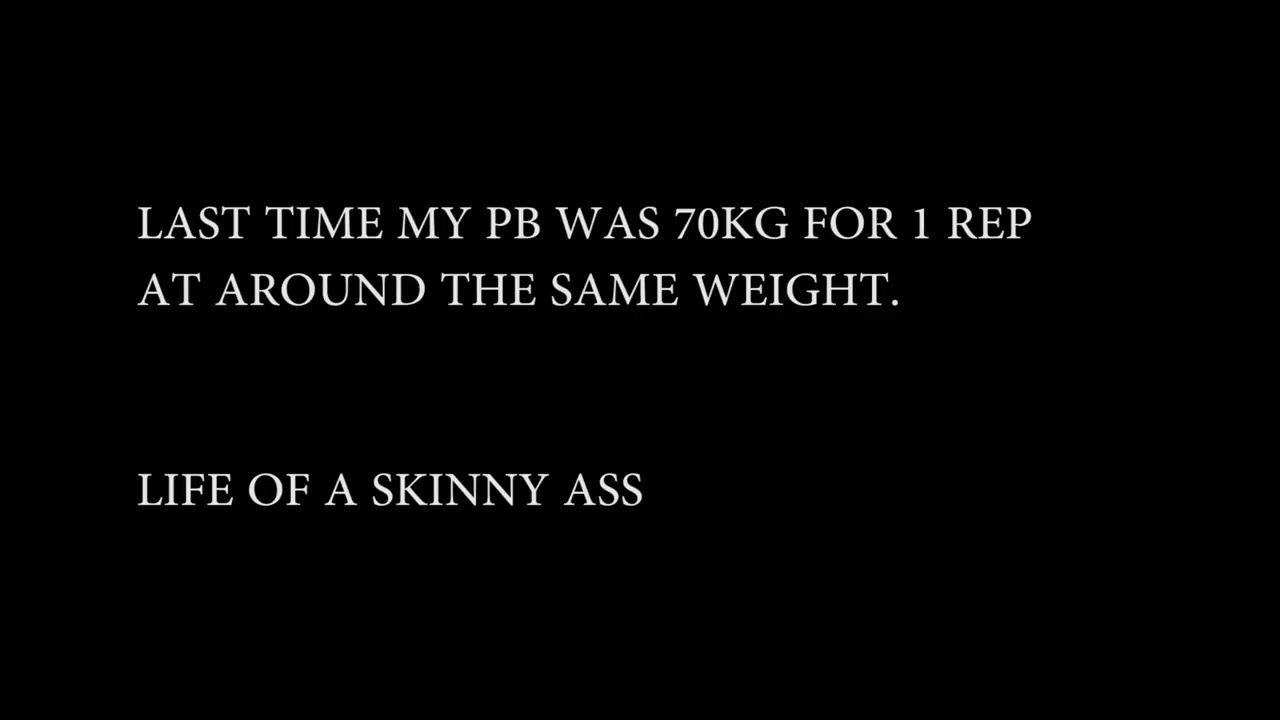 LAST TIME MY PB WAS 70KG FOR 1 REP
AT AROUND THE SAME WEIGHT.
LIFE OF A SKINNY ASS